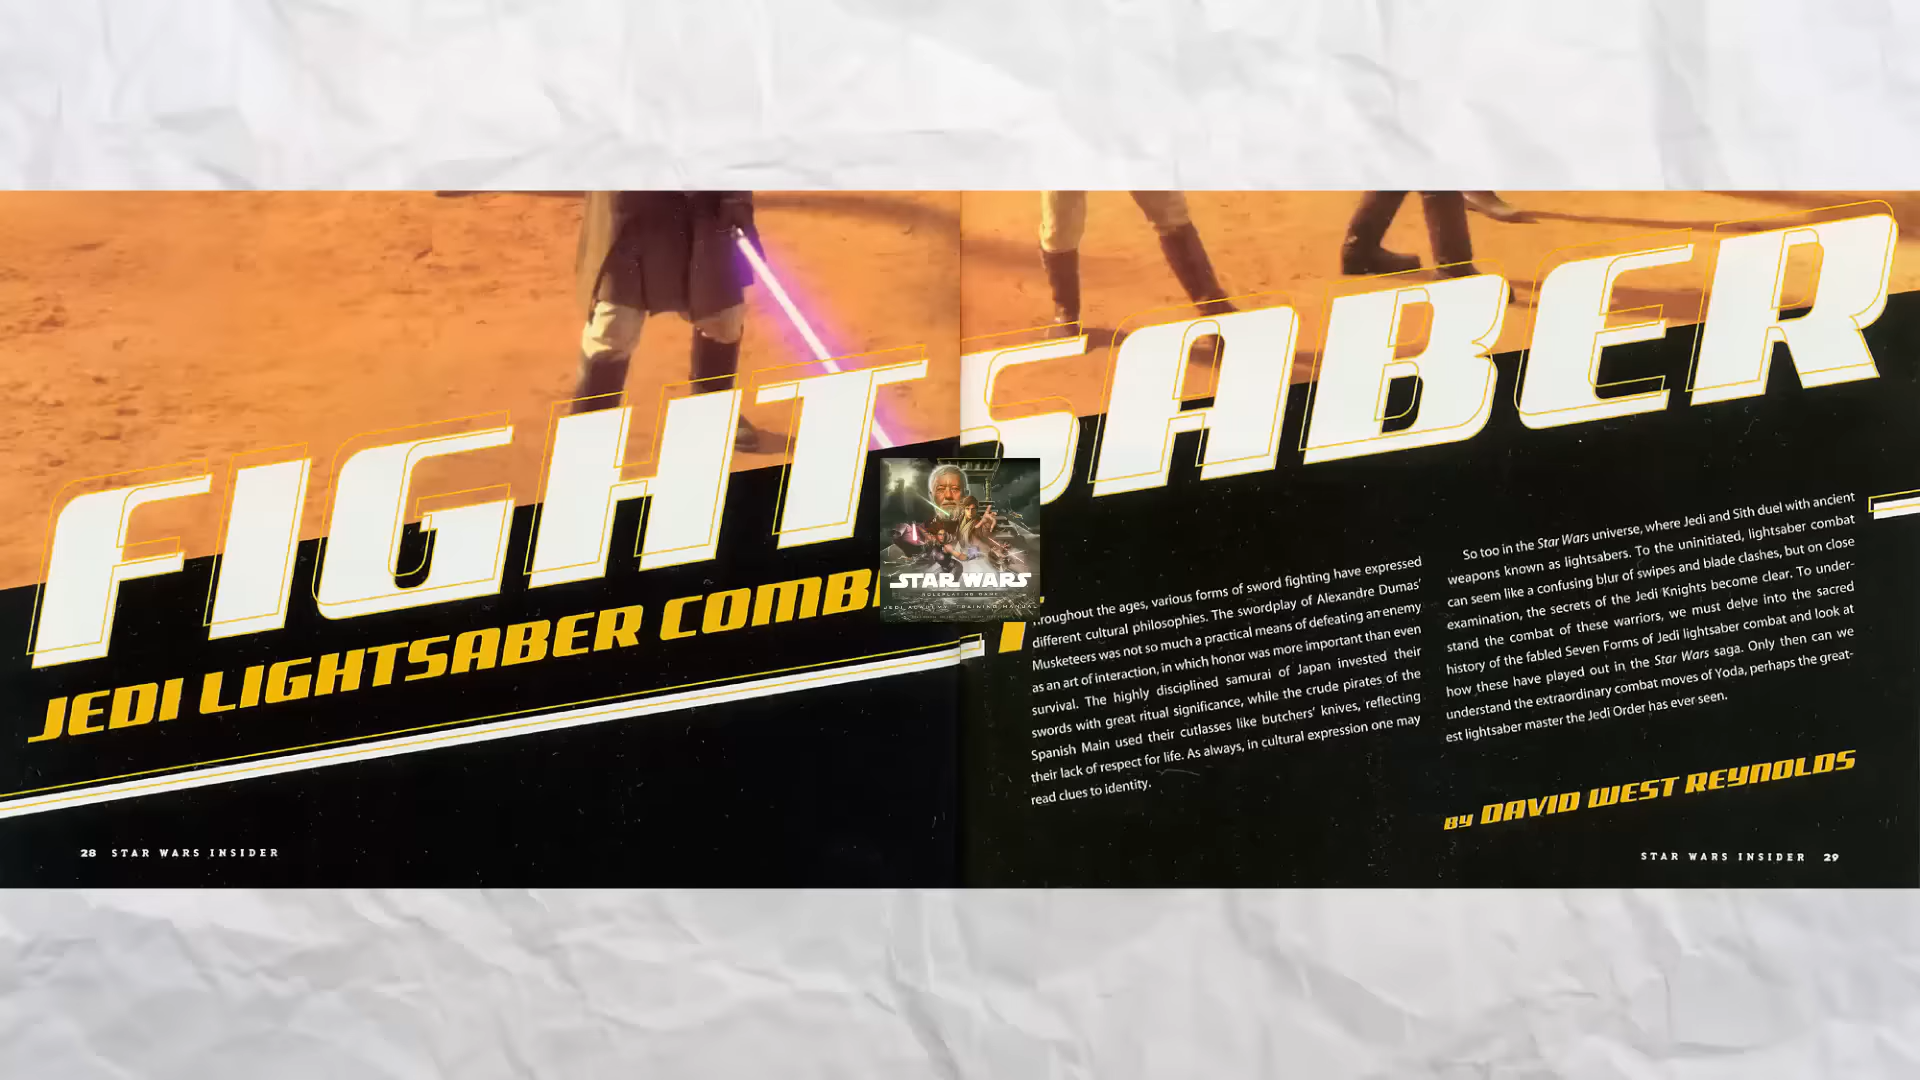 FIGHTSABER
JEDI LIGHTSABER COMB
STAR WARS
ROLEPLAYING GAME
JEDI ACADEMY TRAINING MANUAL
hroughout the ages, various forms of sword fighting have expressed
different cultural philosophies. The swordplay of Alexandre Dumas'
Musketeers was not so much a practical means of defeating an enemy
as an art of interaction, in which honor was more important than even
survival. The highly disciplined samurai of Japan invested their
swords with great ritual significance, while the crude pirates of the
Spanish Main used their cutlasses like butchers' knives, reflecting
their lack of respect for life. As always, in cultural expression one may
read clues to identity.
So too in the Star Wars universe, where Jedi and Sith duel with ancient
weapons known as lightsabers. To the uninitiated, lightsaber combat
can seem like a confusing blur of swipes and blade clashes, but on close
examination, the secrets of the Jedi Knights become clear. To under-
stand the combat of these warriors, we must delve into the sacred
history of the fabled Seven Forms of Jedi lightsaber combat and look at
how these have played out in the Star Wars saga. Only then can we
understand the extraordinary combat moves of Yoda, perhaps the great-
est lightsaber master the Jedi Order has ever seen.
BY DAVID WEST REYNOLDS
28 STAR WARS INSIDER
STAR WARS INSIDER 29